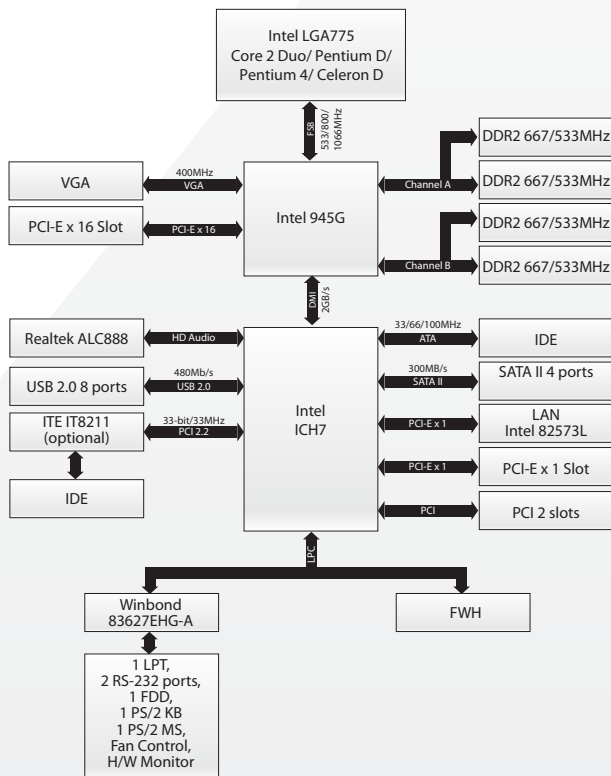 Intel LGA775
Core 2 Duo/ Pentium D/
Pentium 4/ Celeron D
FSB
533/800/
1066MHz
VGA
400MHz
VGA
PCI-E x 16 Slot
PCI-E x 16
Intel 945G
Channel A
DDR2 667/533MHz
DDR2 667/533MHz
Channel B
DDR2 667/533MHz
DDR2 667/533MHz
DMI
2GB/s
Realtek ALC888
HD Audio
USB 2.0 8 ports
480Mb/s
USB 2.0
ITE IT8211
(optional)
33-bit/33MHz
PCI 2.2
IDE
Intel
ICH7
33/66/100MHz
ATA
IDE
300MB/s
SATA II
SATA II 4 ports
PCI-E x 1
LAN
Intel 82573L
PCI-E x 1
PCI-E x 1 Slot
PCI
PCI 2 slots
LPC
Winbond
83627EHG-A
FWH
1 LPT,
2 RS-232 ports,
1 FDD,
1 PS/2 KB
1 PS/2 MS,
Fan Control,
H/W Monitor